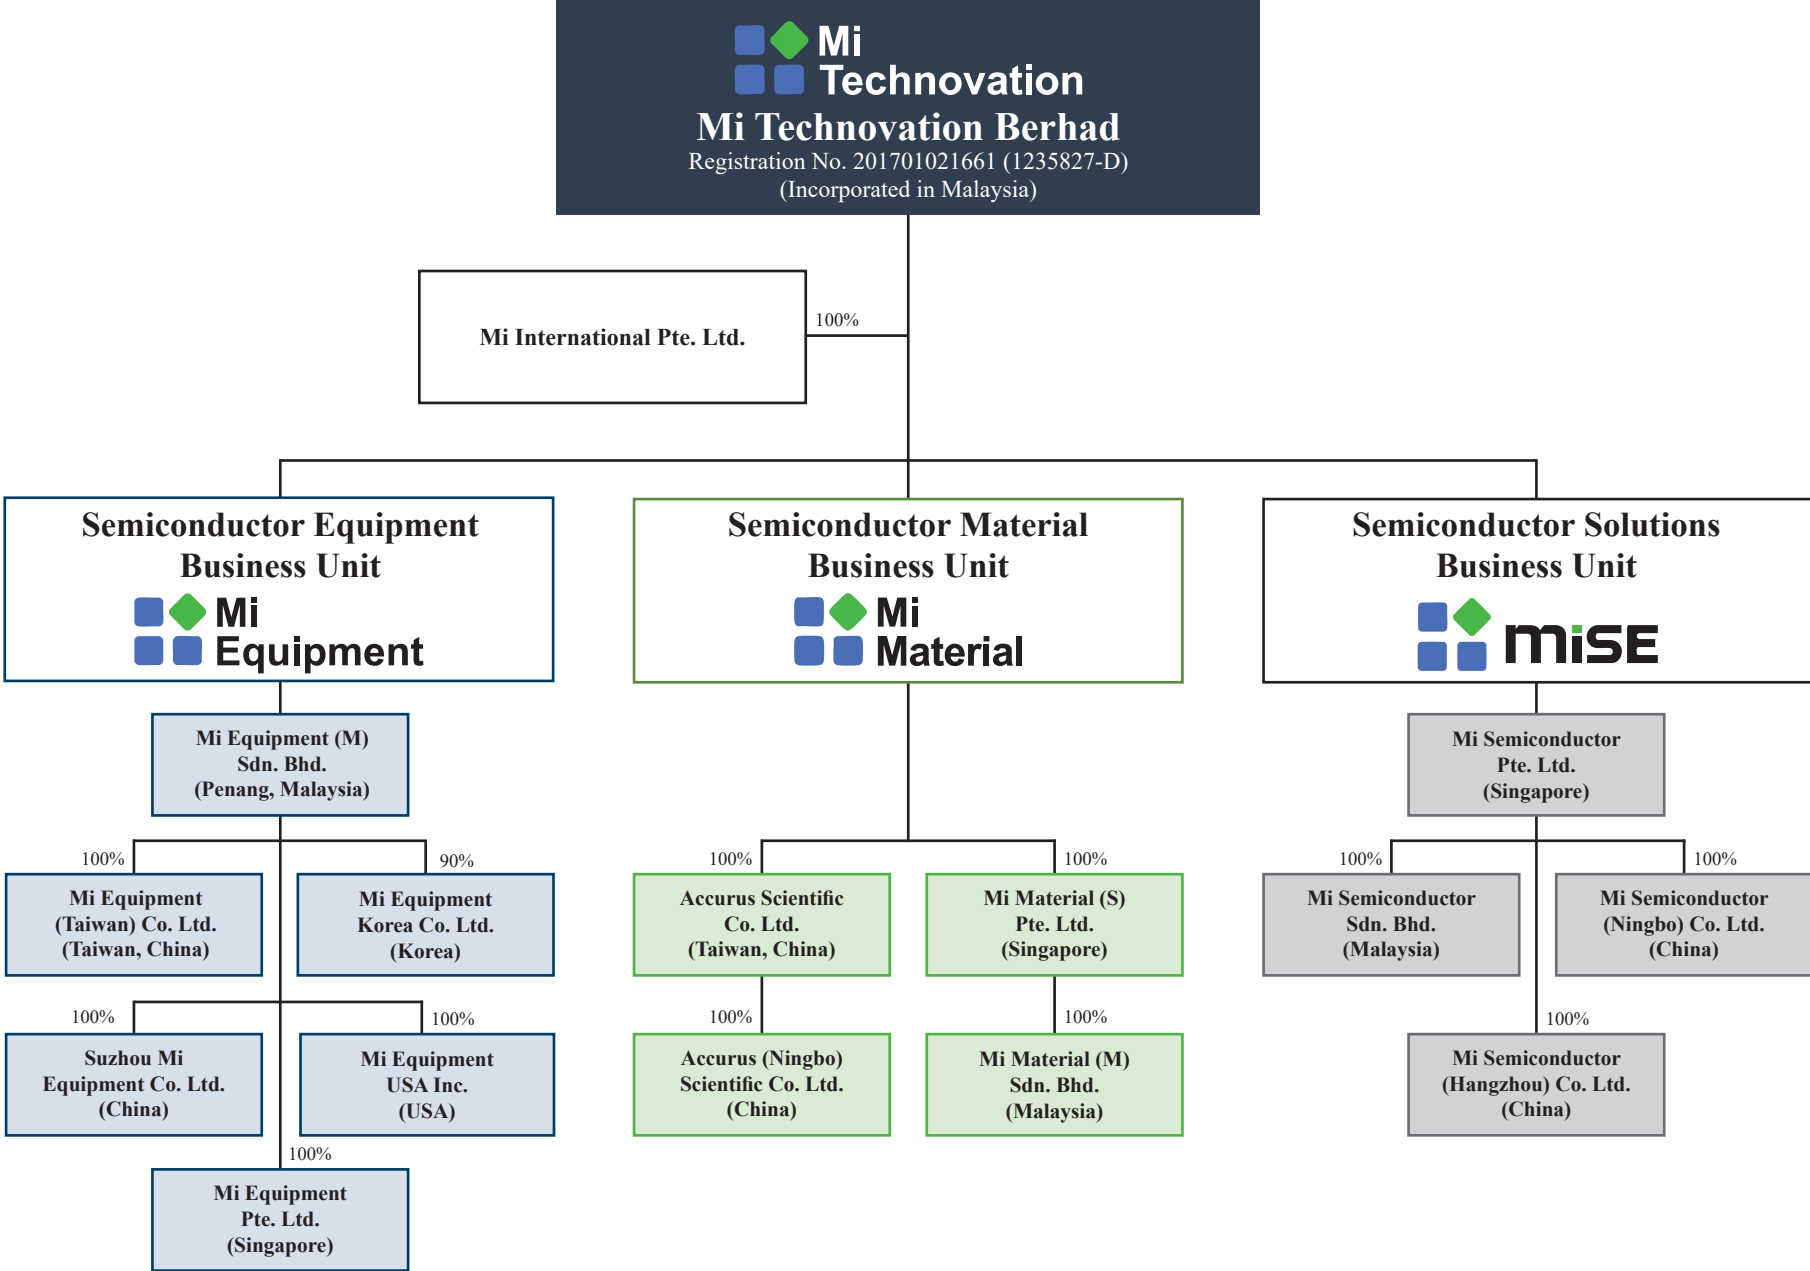 Mi
Technovation
Mi Technovation Berhad
Registration No. 201701021661 (1235827-D)
(Incorporated in Malaysia)
Mi International Pte. Ltd.
100%
Semiconductor Equipment
Business Unit
Mi
Equipment
Semiconductor Material
Business Unit
Mi
Material
Semiconductor Solutions
Business Unit
miSE
Mi Equipment (M)
Sdn. Bhd.
(Penang, Malaysia)
100%
Mi Equipment
(Taiwan) Co. Ltd.
(Taiwan, China)
90%
Mi Equipment
Korea Co. Ltd.
(Korea)
100%
Suzhou Mi
Equipment Co. Ltd.
(China)
100%
Mi Equipment
USA Inc.
(USA)
100%
Mi Equipment
Pte. Ltd.
(Singapore)
100%
Accurus Scientific
Co. Ltd.
(Taiwan, China)
100%
Mi Material (S)
Pte. Ltd.
(Singapore)
100%
Accurus (Ningbo)
Scientific Co. Ltd.
(China)
100%
Mi Material (M)
Sdn. Bhd.
(Malaysia)
Mi Semiconductor
Pte. Ltd.
(Singapore)
100%
Mi Semiconductor
Sdn. Bhd.
(Malaysia)
100%
Mi Semiconductor
(Ningbo) Co. Ltd.
(China)
100%
Mi Semiconductor
(Hangzhou) Co. Ltd.
(China)